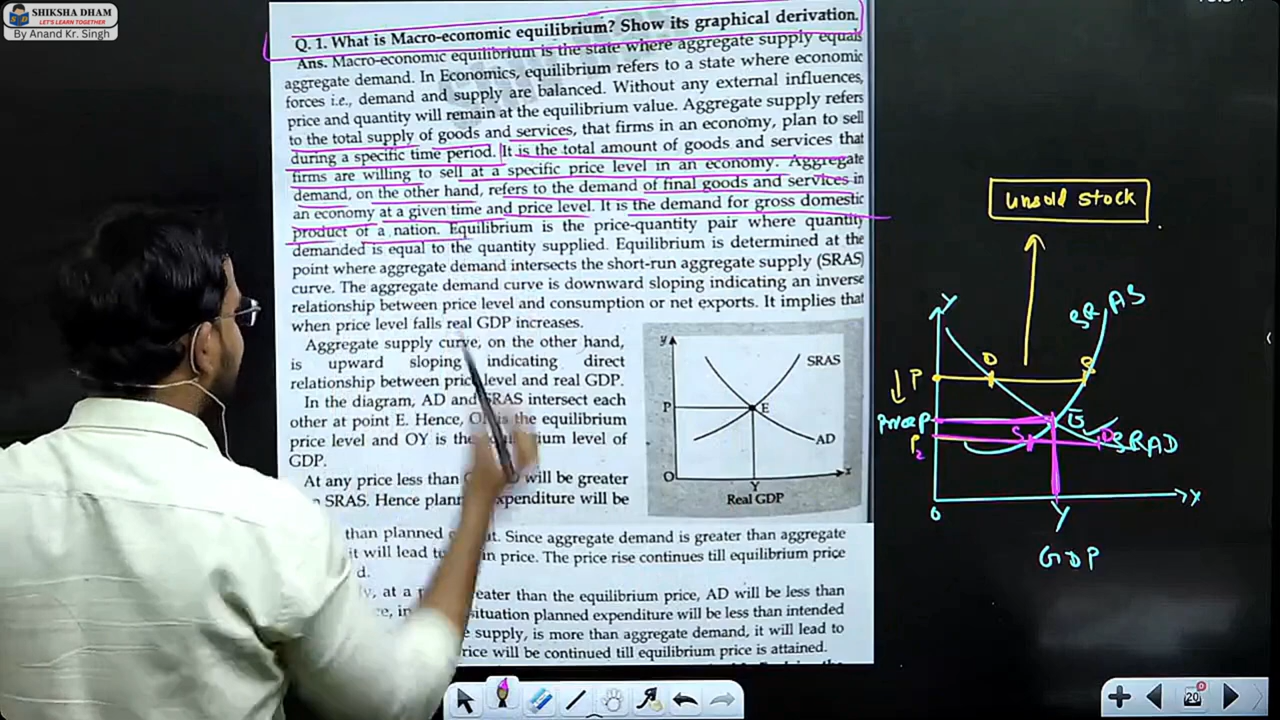 SHIKSHA DHAM
LET'S LEARN TOGETHER
By Anand Kr. Singh
Q. 1. What is Macro-economic equilibrium? Show its graphical derivation.
Ans. Macro-economic equilibrium is the state where aggregate supply equals
aggregate demand. In Economics, equilibrium refers to a state where economic
forces i.e., demand and supply are balanced. Without any external influences,
price and quantity will remain at the equilibrium value. Aggregate supply refers
to the total supply of goods and services, that firms in an economy, plan to sell
during a specific time period. It is the total amount of goods and services that
firms are willing to sell at a specific price level in an economy. Aggregate
demand, on the other hand, refers to the demand of final goods and services in
an economy at a given time and price level. It is the demand for gross domestic
product of a nation. Equilibrium is the price-quantity pair where quantity
demanded is equal to the quantity supplied. Equilibrium is determined at the
point where aggregate demand intersects the short-run aggregate supply (SRAS)
curve. The aggregate demand curve is downward sloping indicating an inverse
relationship between price level and consumption or net exports. It implies that
when price level falls real GDP increases.
Aggregate supply curve, on the other hand,
is upward sloping indicating direct
relationship between price level and real GDP.
In the diagram, AD and SRAS intersect each
other at point E. Hence, is the equilibrium
price level and OY is the level of
GDP.
At any price less than will be greater
SRAS. Hence expenditure will be
than planned Since aggregate demand is greater than aggregate
it will lead to in price. The price rise continues till equilibrium price
d.
at a than the equilibrium price, AD will be less than
in situation planned expenditure will be less than intended
supply, is more than aggregate demand, it will lead to
will be continued till equilibrium price is attained.
y
SRAS
P
E
AD
O
Y
x
Real GDP
Unsold stock
Y
SRAS
P
D
S
Price P
E
P2
S
D
SRAD
O
Y
X
GDP
20